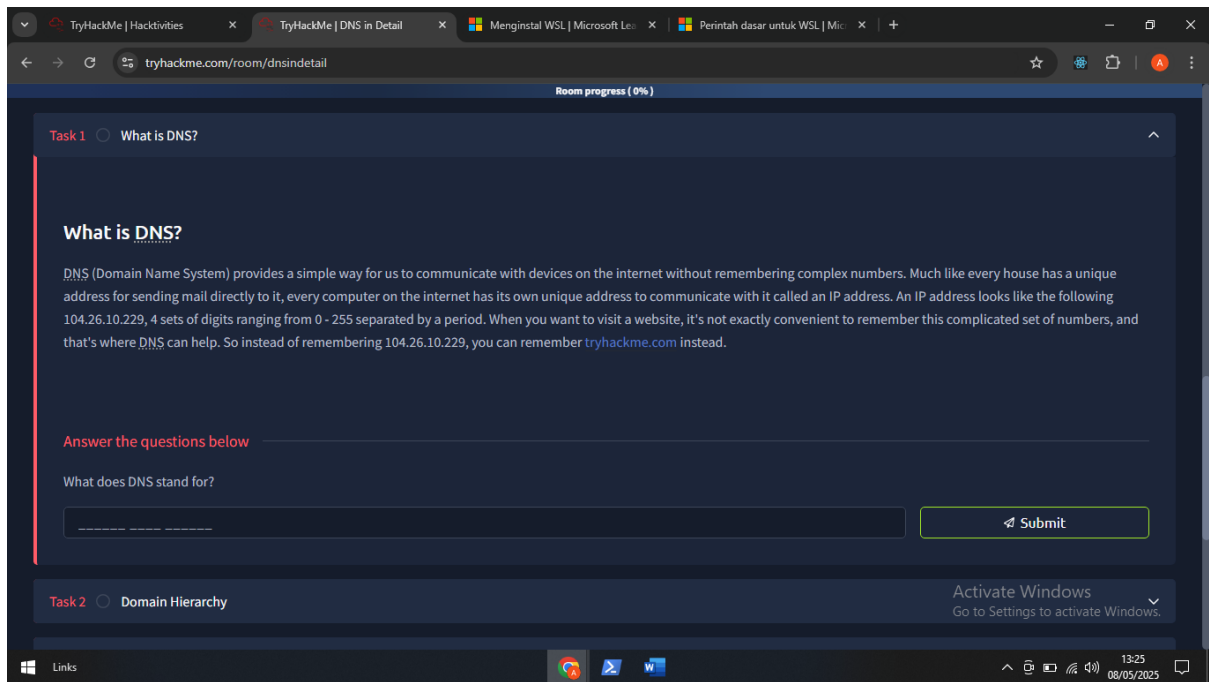 TryHackMe | Hacktivities
TryHackMe | DNS in Detail
Menginstal WSL | Microsoft Lea
Perintah dasar untuk WSL | Mic
tryhackme.com/room/dnsindetail
A
Room progress ( 0% )
Task 1 What is DNS?
What is DNS?
DNS (Domain Name System) provides a simple way for us to communicate with devices on the internet without remembering complex numbers. Much like every house has a unique
address for sending mail directly to it, every computer on the internet has its own unique address to communicate with it called an IP address. An IP address looks like the following
104.26.10.229, 4 sets of digits ranging from 0 - 255 separated by a period. When you want to visit a website, it's not exactly convenient to remember this complicated set of numbers, and
that's where DNS can help. So instead of remembering 104.26.10.229, you can remember tryhackme.com instead.
Answer the questions below
What does DNS stand for?
______ ____ ______
Submit
Task 2 Domain Hierarchy
Activate Windows
Go to Settings to activate Windows.
Links
13:25
08/05/2025